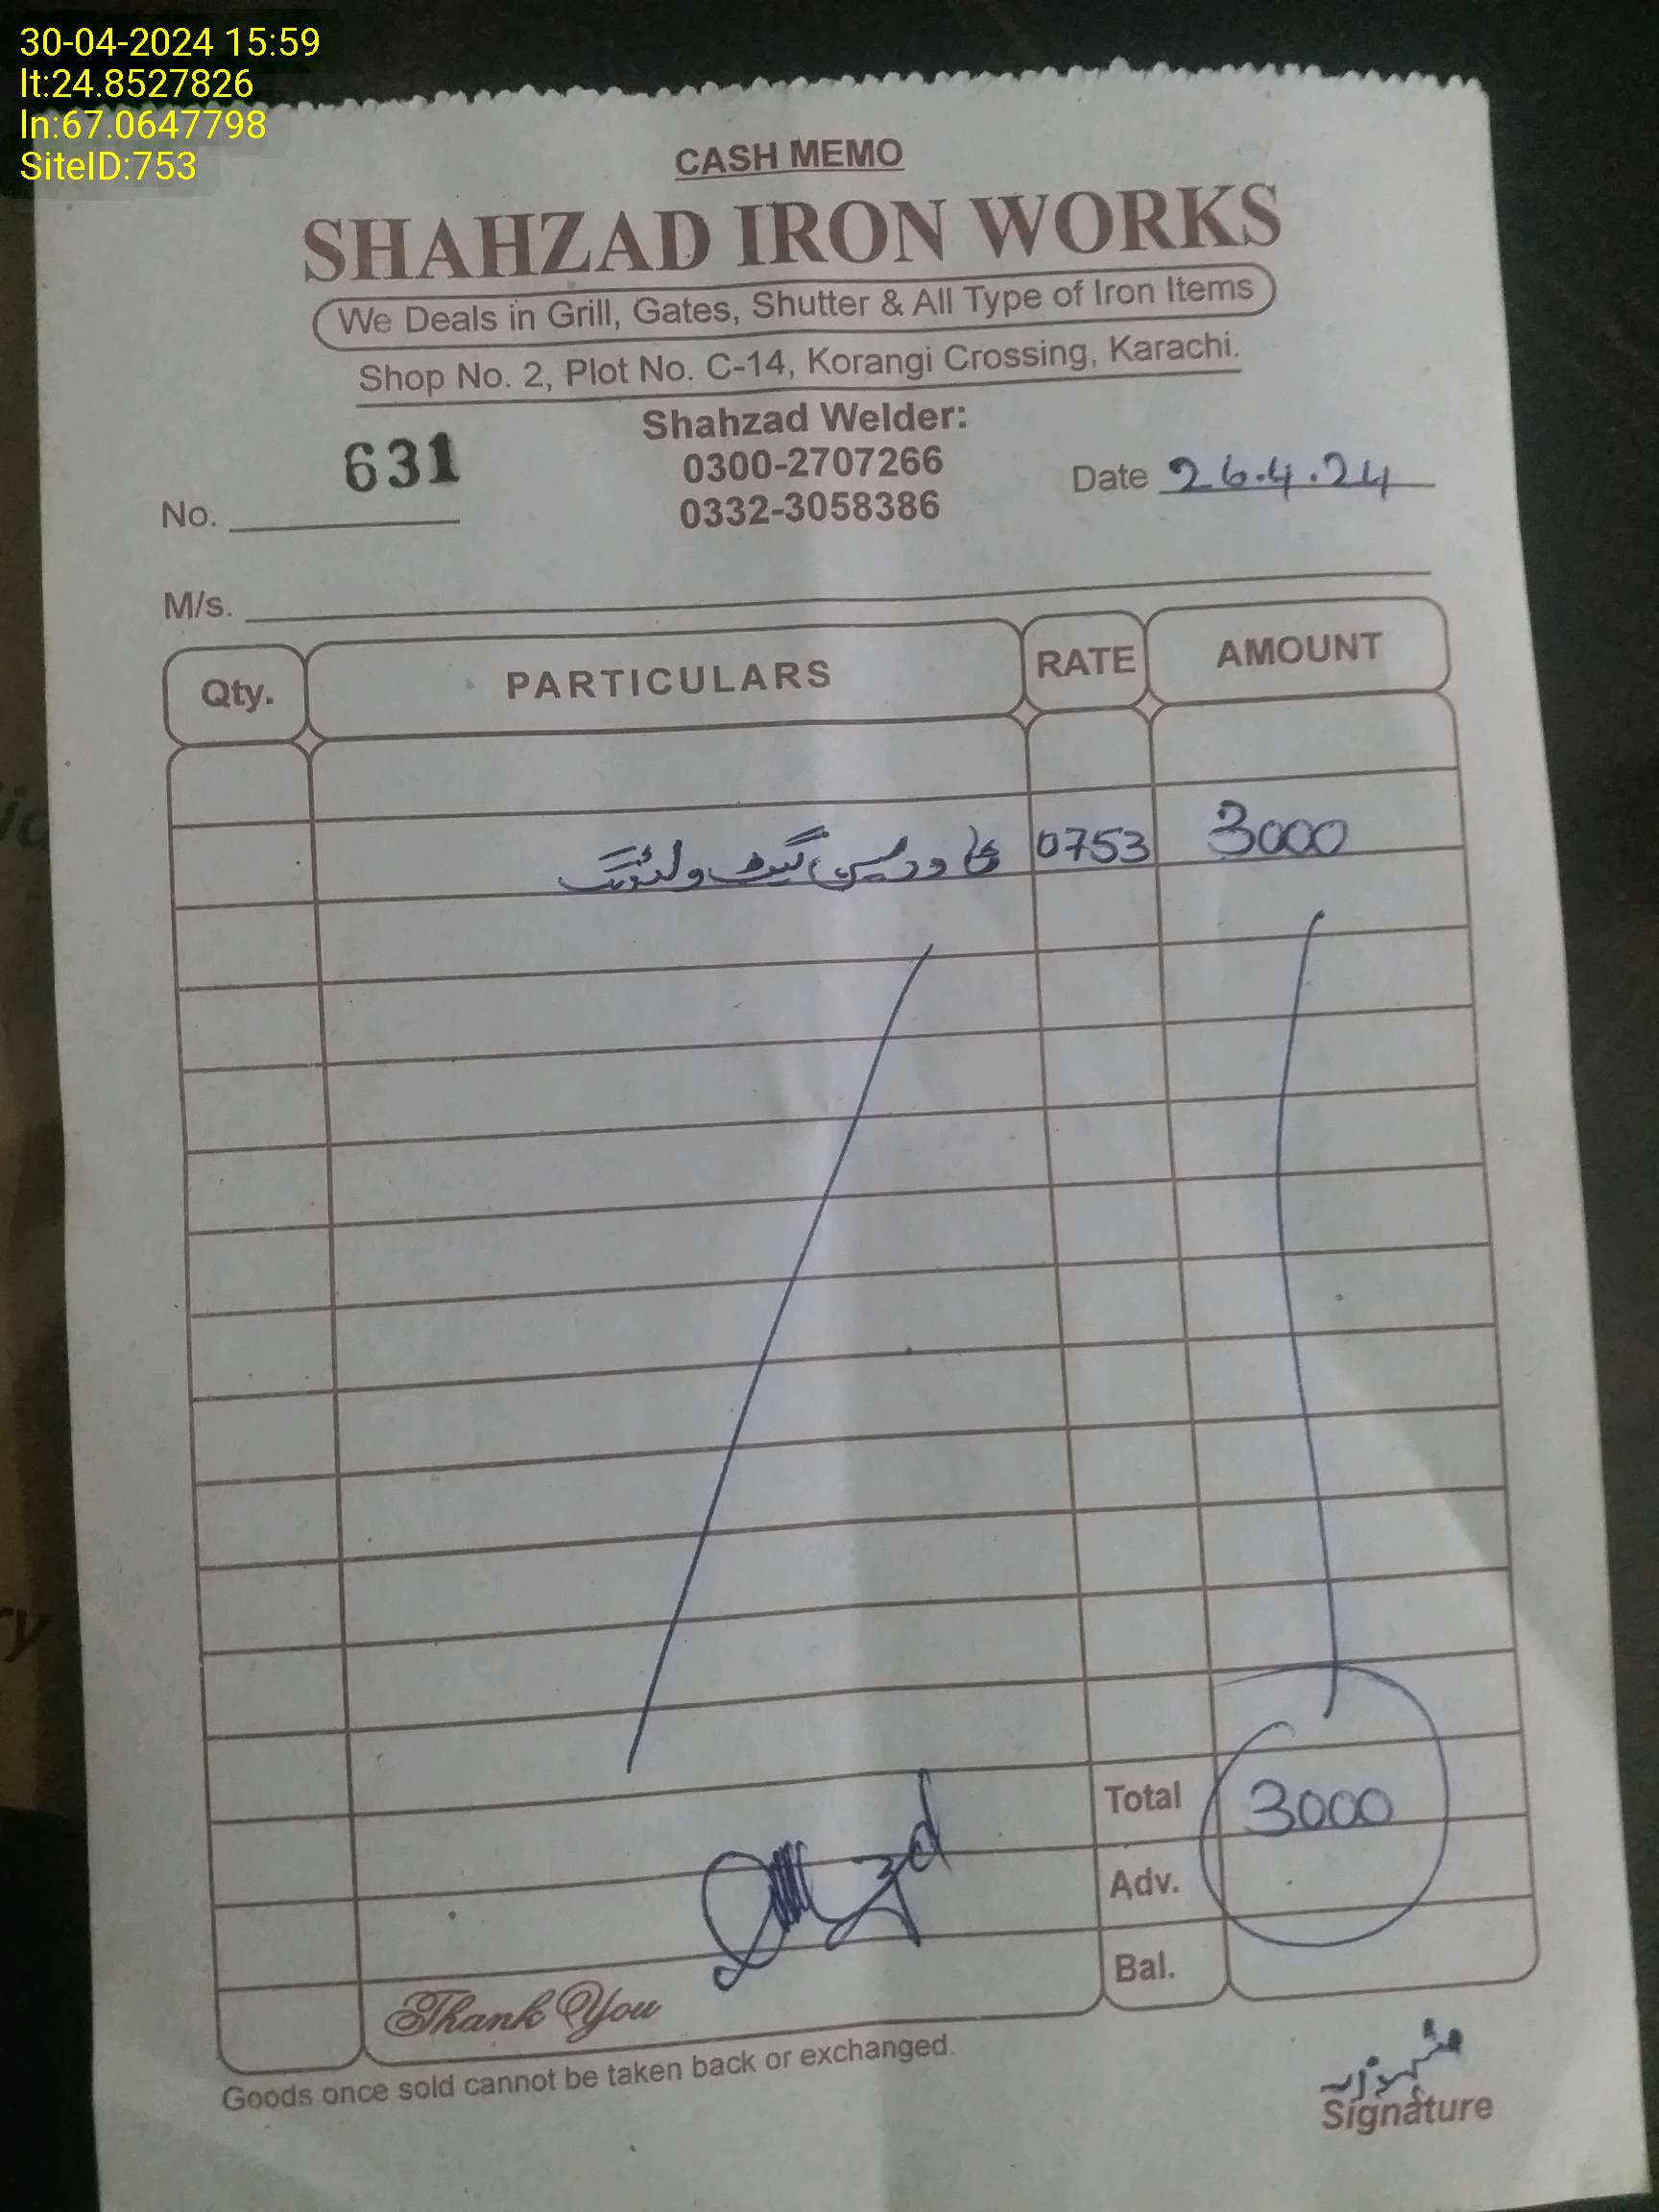 30-04-2024 15:59
lt:24.8527826
ln:67.0647798
SiteID:753
CASH MEMO
SHAHZAD IRON WORKS
We Deals in Grill, Gates, Shutter & All Type of Iron Items
Shop No. 2, Plot No. C-14, Korangi Crossing, Karachi.
Shahzad Welder:
0300-2707266
0332-3058386
No. 631
Date 26.4.24
M/s.
Qty. PARTICULARS RATE AMOUNT
گیٹ ولڈنگ 0753 3000
Total 3000
Adv.
Bal.
Thank You
Goods once sold cannot be taken back or exchanged.
Signature